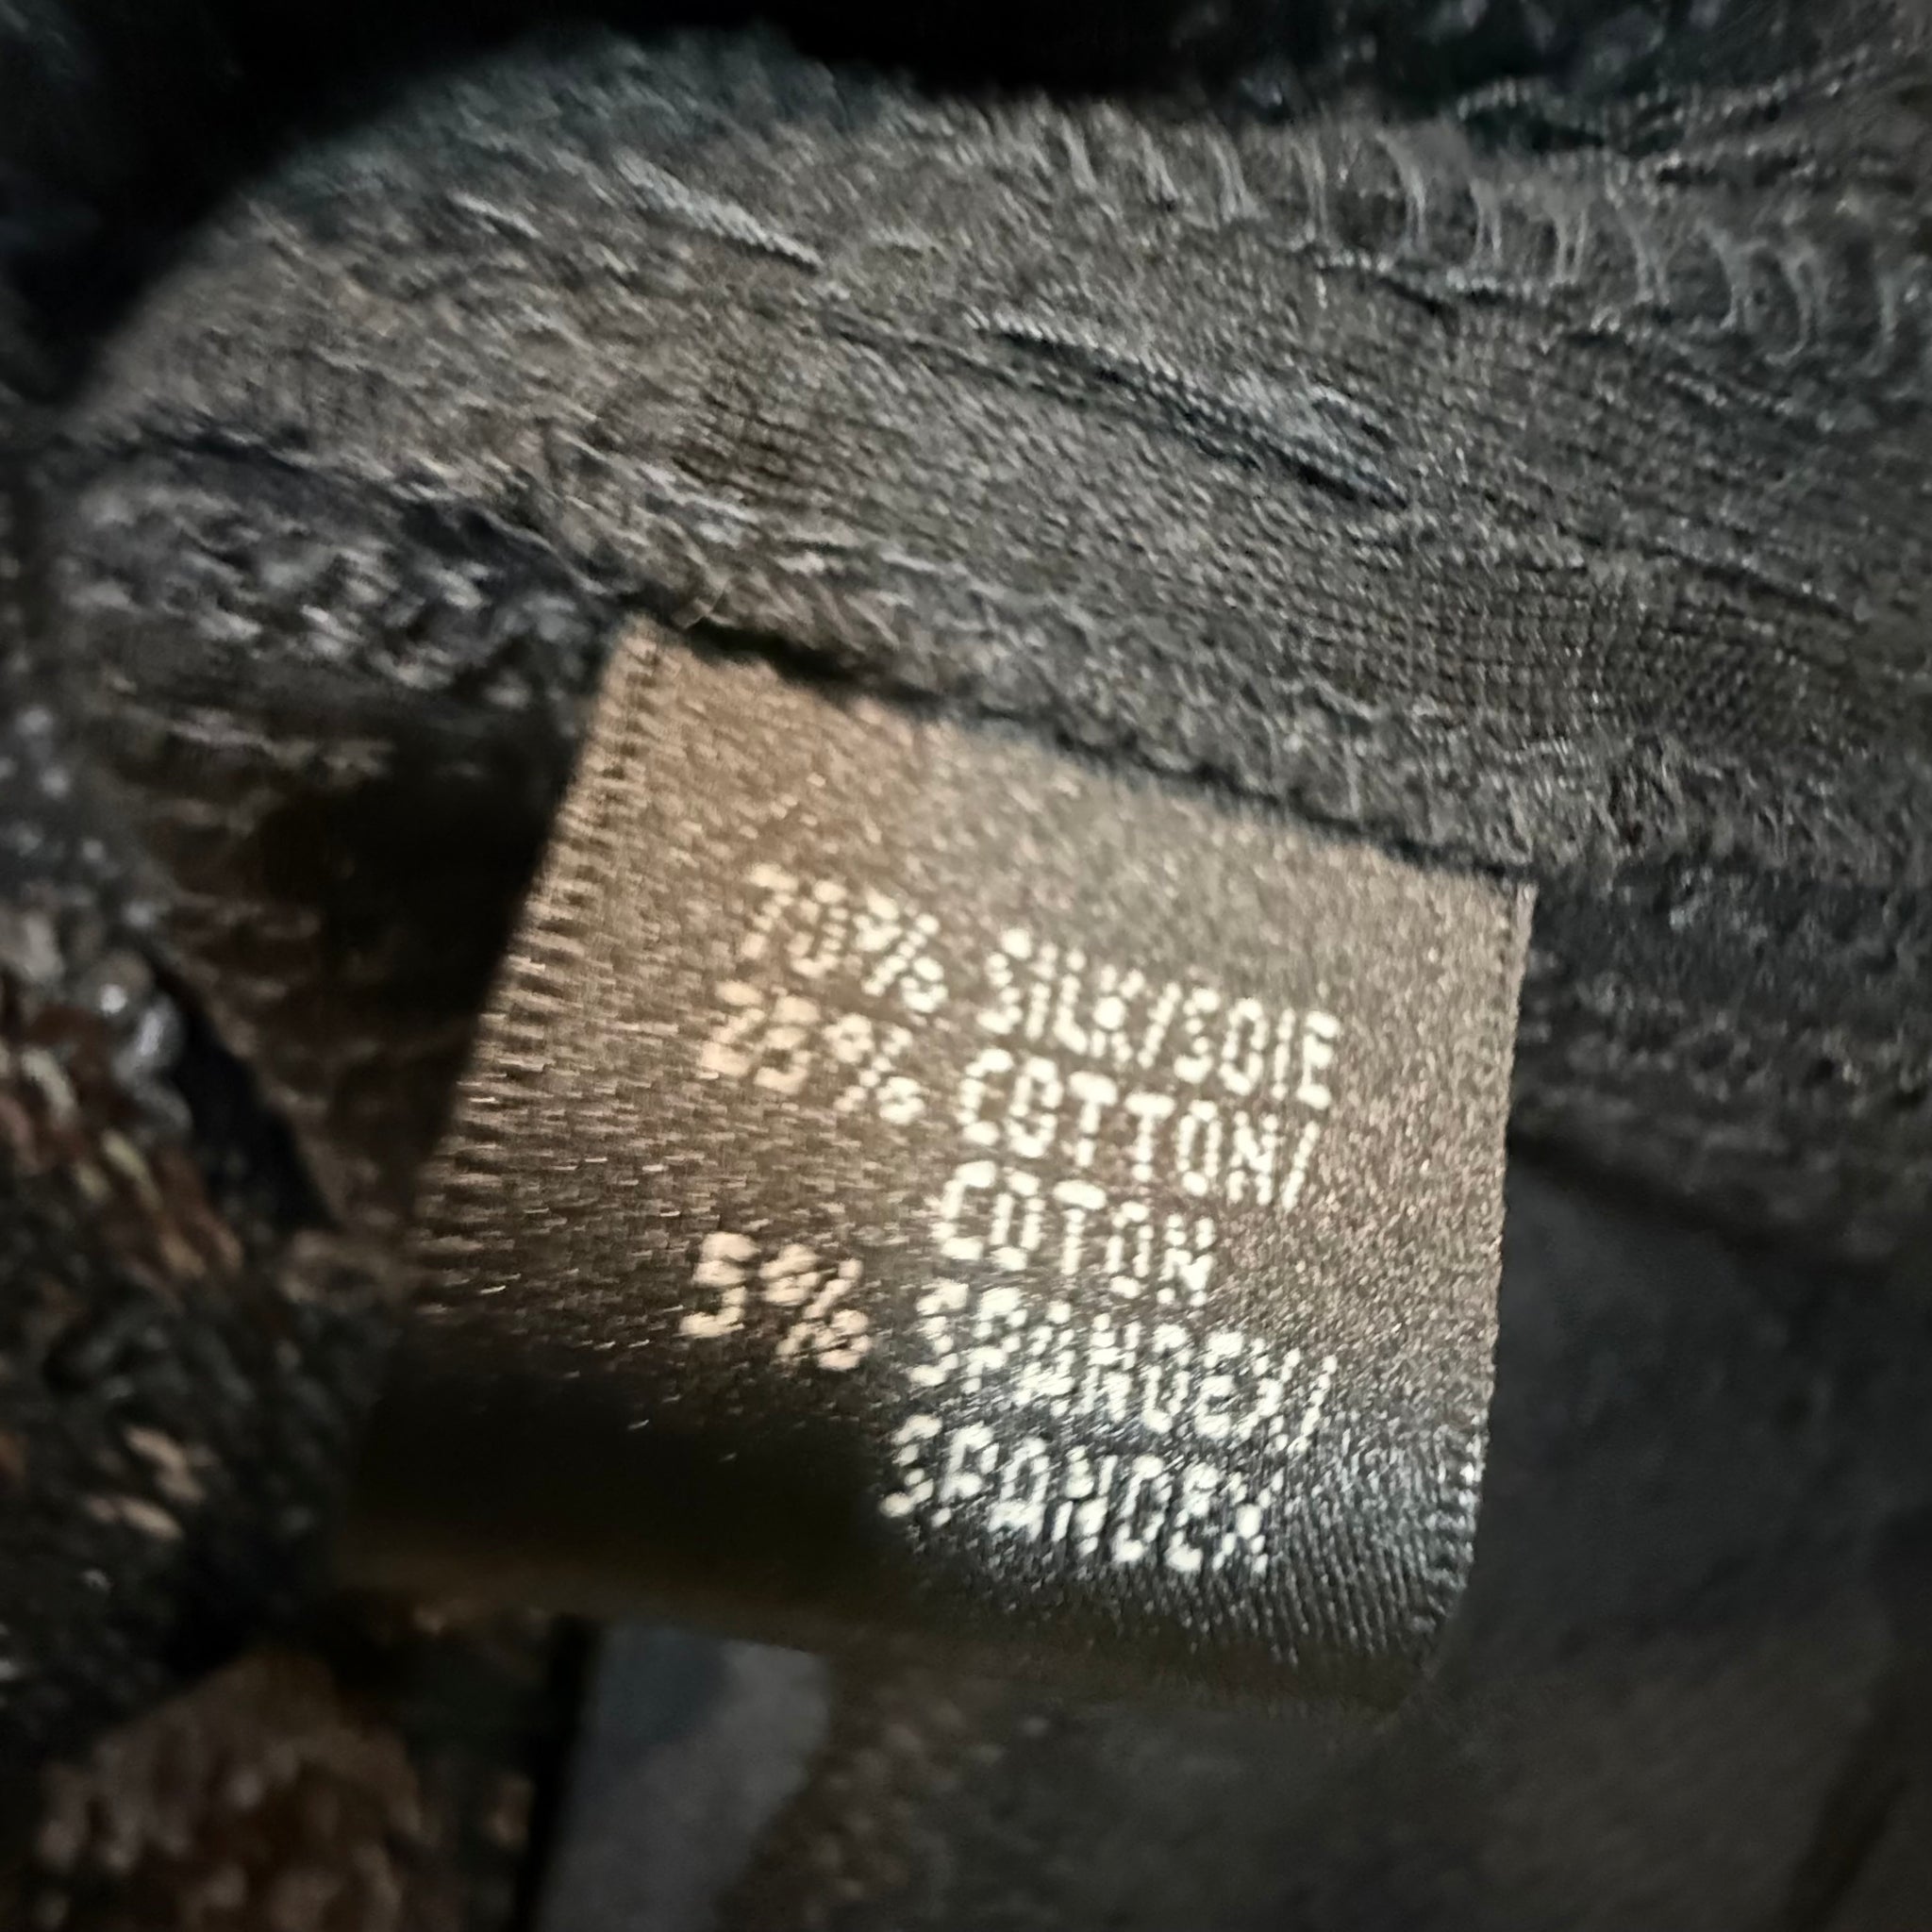 70% SILK/SOIE
25% COTTON/
COTON
5% SPANDEX/
SPANDEX